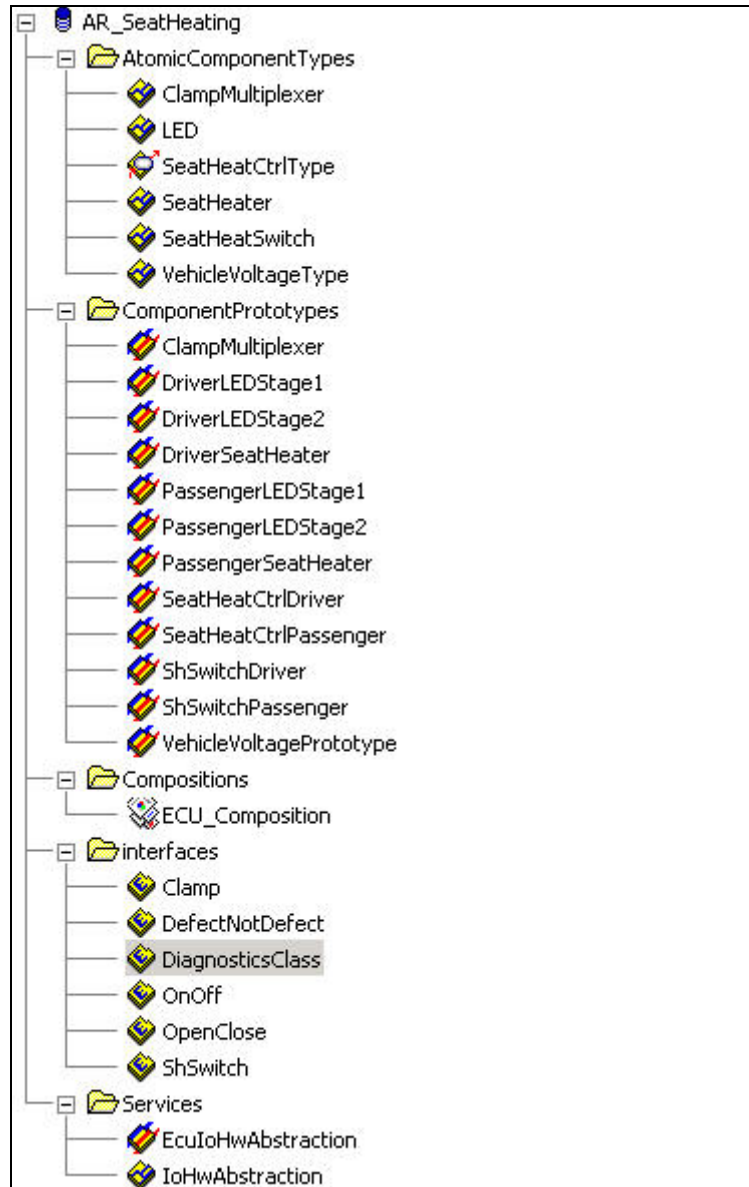 AR_SeatHeating
AtomicComponentTypes
ClampMultiplexer
LED
SeatHeatCtrlType
SeatHeater
SeatHeatSwitch
VehicleVoltageType
ComponentPrototypes
ClampMultiplexer
DriverLEDStage1
DriverLEDStage2
DriverSeatHeater
PassengerLEDStage1
PassengerLEDStage2
PassengerSeatHeater
SeatHeatCtrlDriver
SeatHeatCtrlPassenger
ShSwitchDriver
ShSwitchPassenger
VehicleVoltagePrototype
Compositions
ECU_Composition
interfaces
Clamp
DefectNotDefect
DiagnosticsClass
OnOff
OpenClose
ShSwitch
Services
EcuIoHwAbstraction
IoHwAbstraction